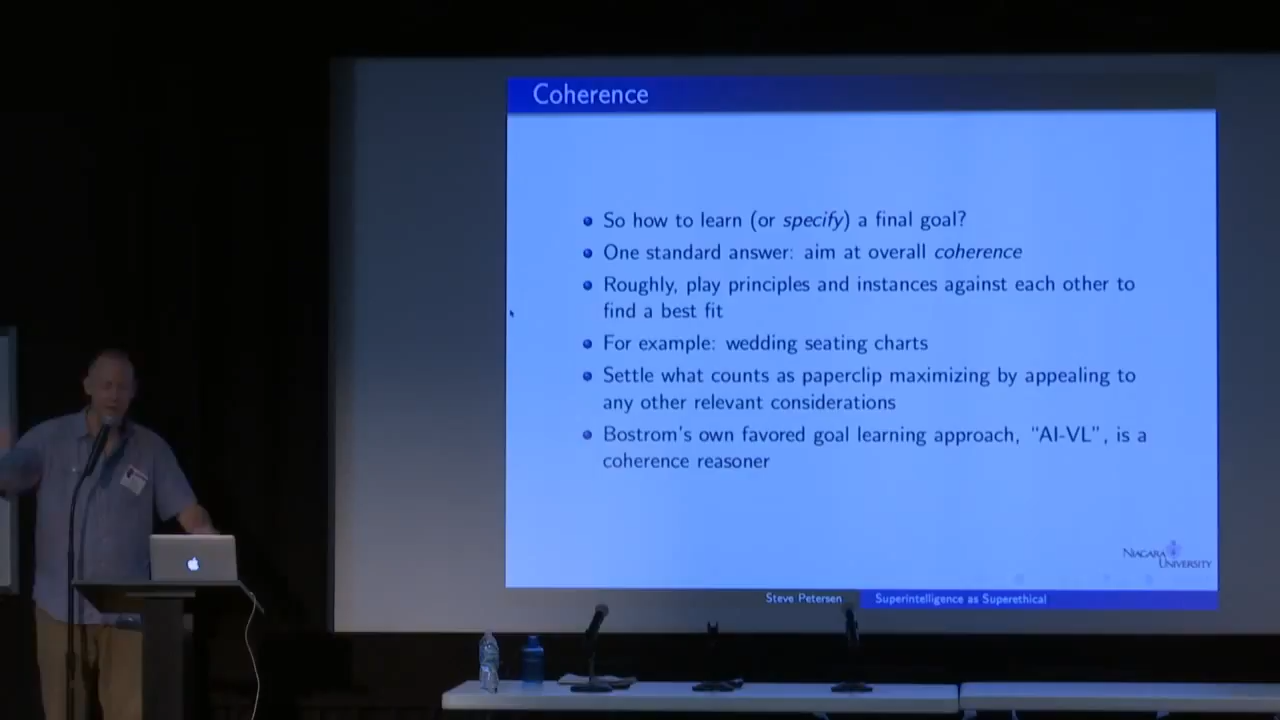 Coherence
So how to learn (or specify) a final goal?
One standard answer: aim at overall coherence
Roughly, play principles and instances against each other to
find a best fit
For example: wedding seating charts
Settle what counts as paperclip maximizing by appealing to
any other relevant considerations
Bostrom's own favored goal learning approach, "AI-VL", is a
coherence reasoner
NIAGARA
UNIVERSITY
Steve Petersen
Superintelligence as Superethical